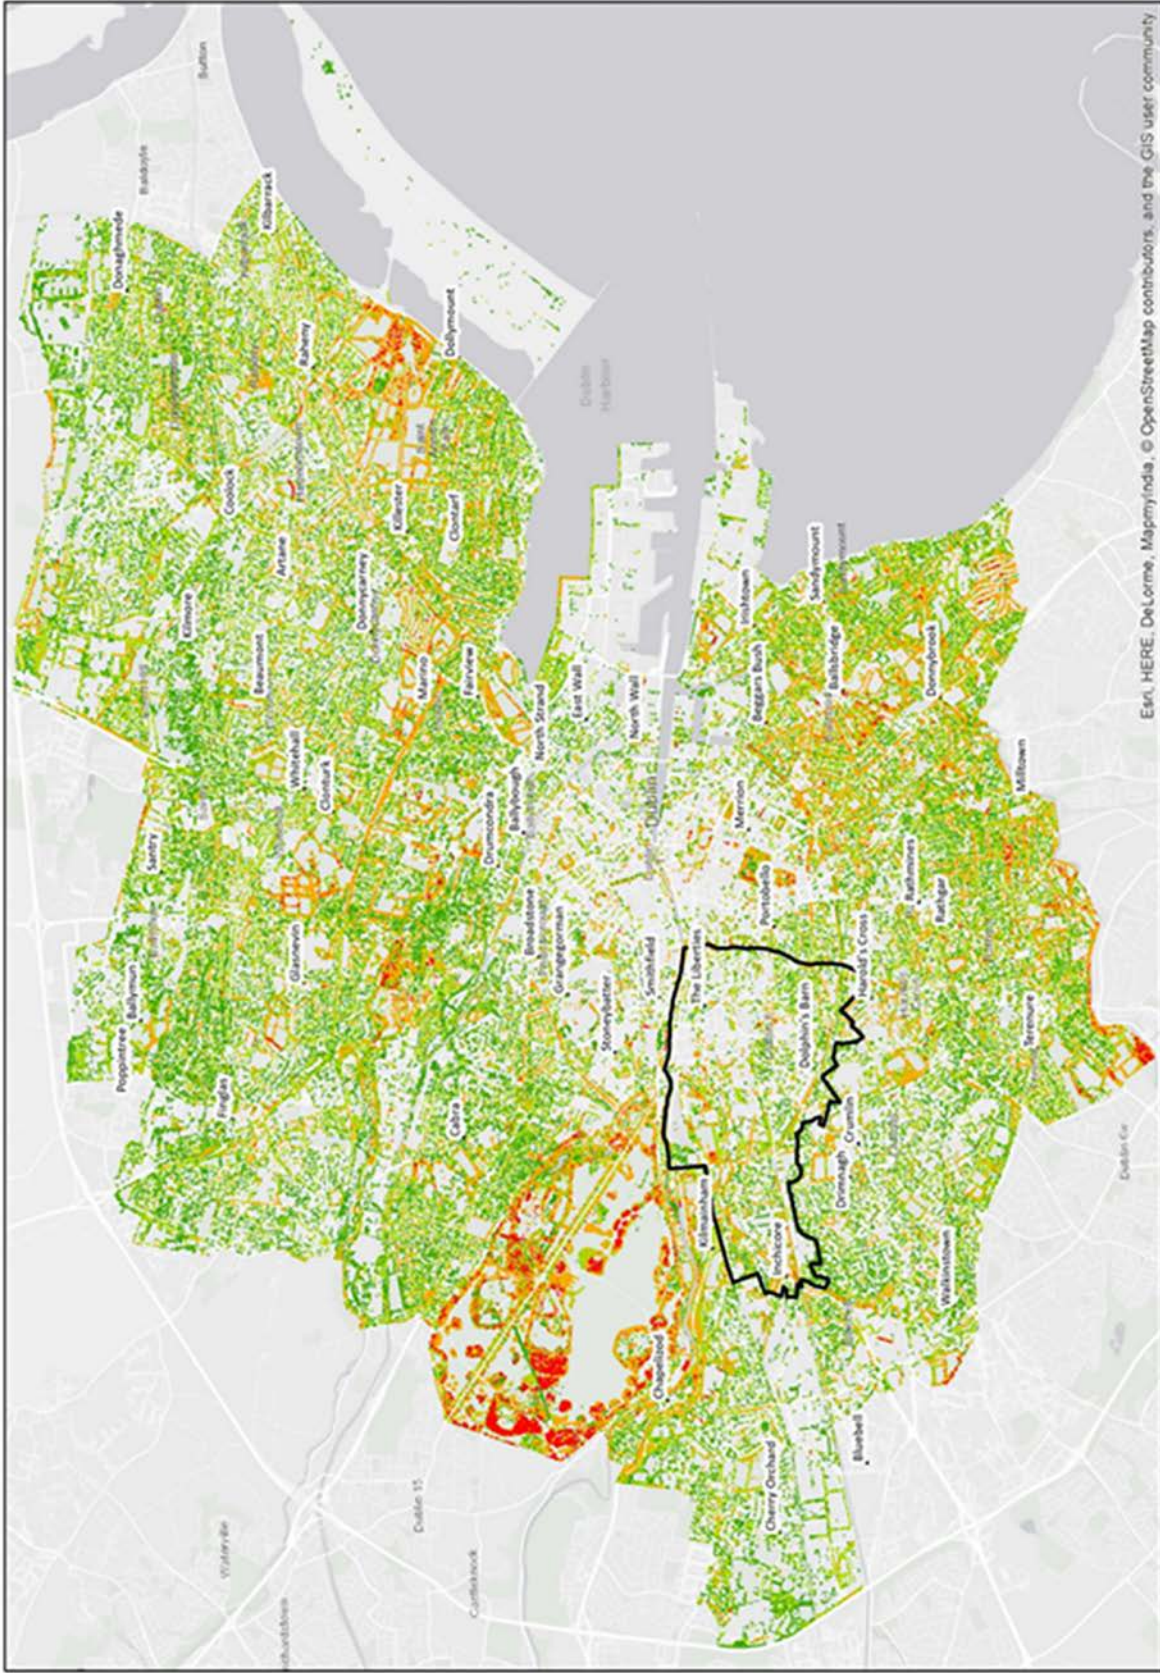 Sutton
Baldoyle
Donaghmede
Kilbarrack
Raheny
Dollymount
Dublin
Harbour
Coolock
Killester
Clontarf
Artane
Donnycarney
Kilmore
Beaumont
Marino
Fairview
Whitehall
Clonturk
North Strand
East Wall
North Wall
Irishtown
Sandymount
Beggars Bush
Ballsbridge
Donnybrook
Santry
Drumcondra
Ballybough
Dublin
Merrion
Milltown
Ballymun
Poppintree
Glasnevin
Broadstone
Grangegorman
Smithfield
Stoneybatter
The Liberties
Portobello
Rathmines
Rathgar
Harold's Cross
Dolphin's Barn
Terenure
Finglas
Cabra
Kilmainham
Inchicore
Drimnagh
Crumlin
Walkinstown
Chapelizod
Cherry Orchard
Bluebell
Waterville
Dublin 15
Castleknock
Esri, HERE, DeLorme, MapmyIndia, © OpenStreetMap contributors, and the GIS user community